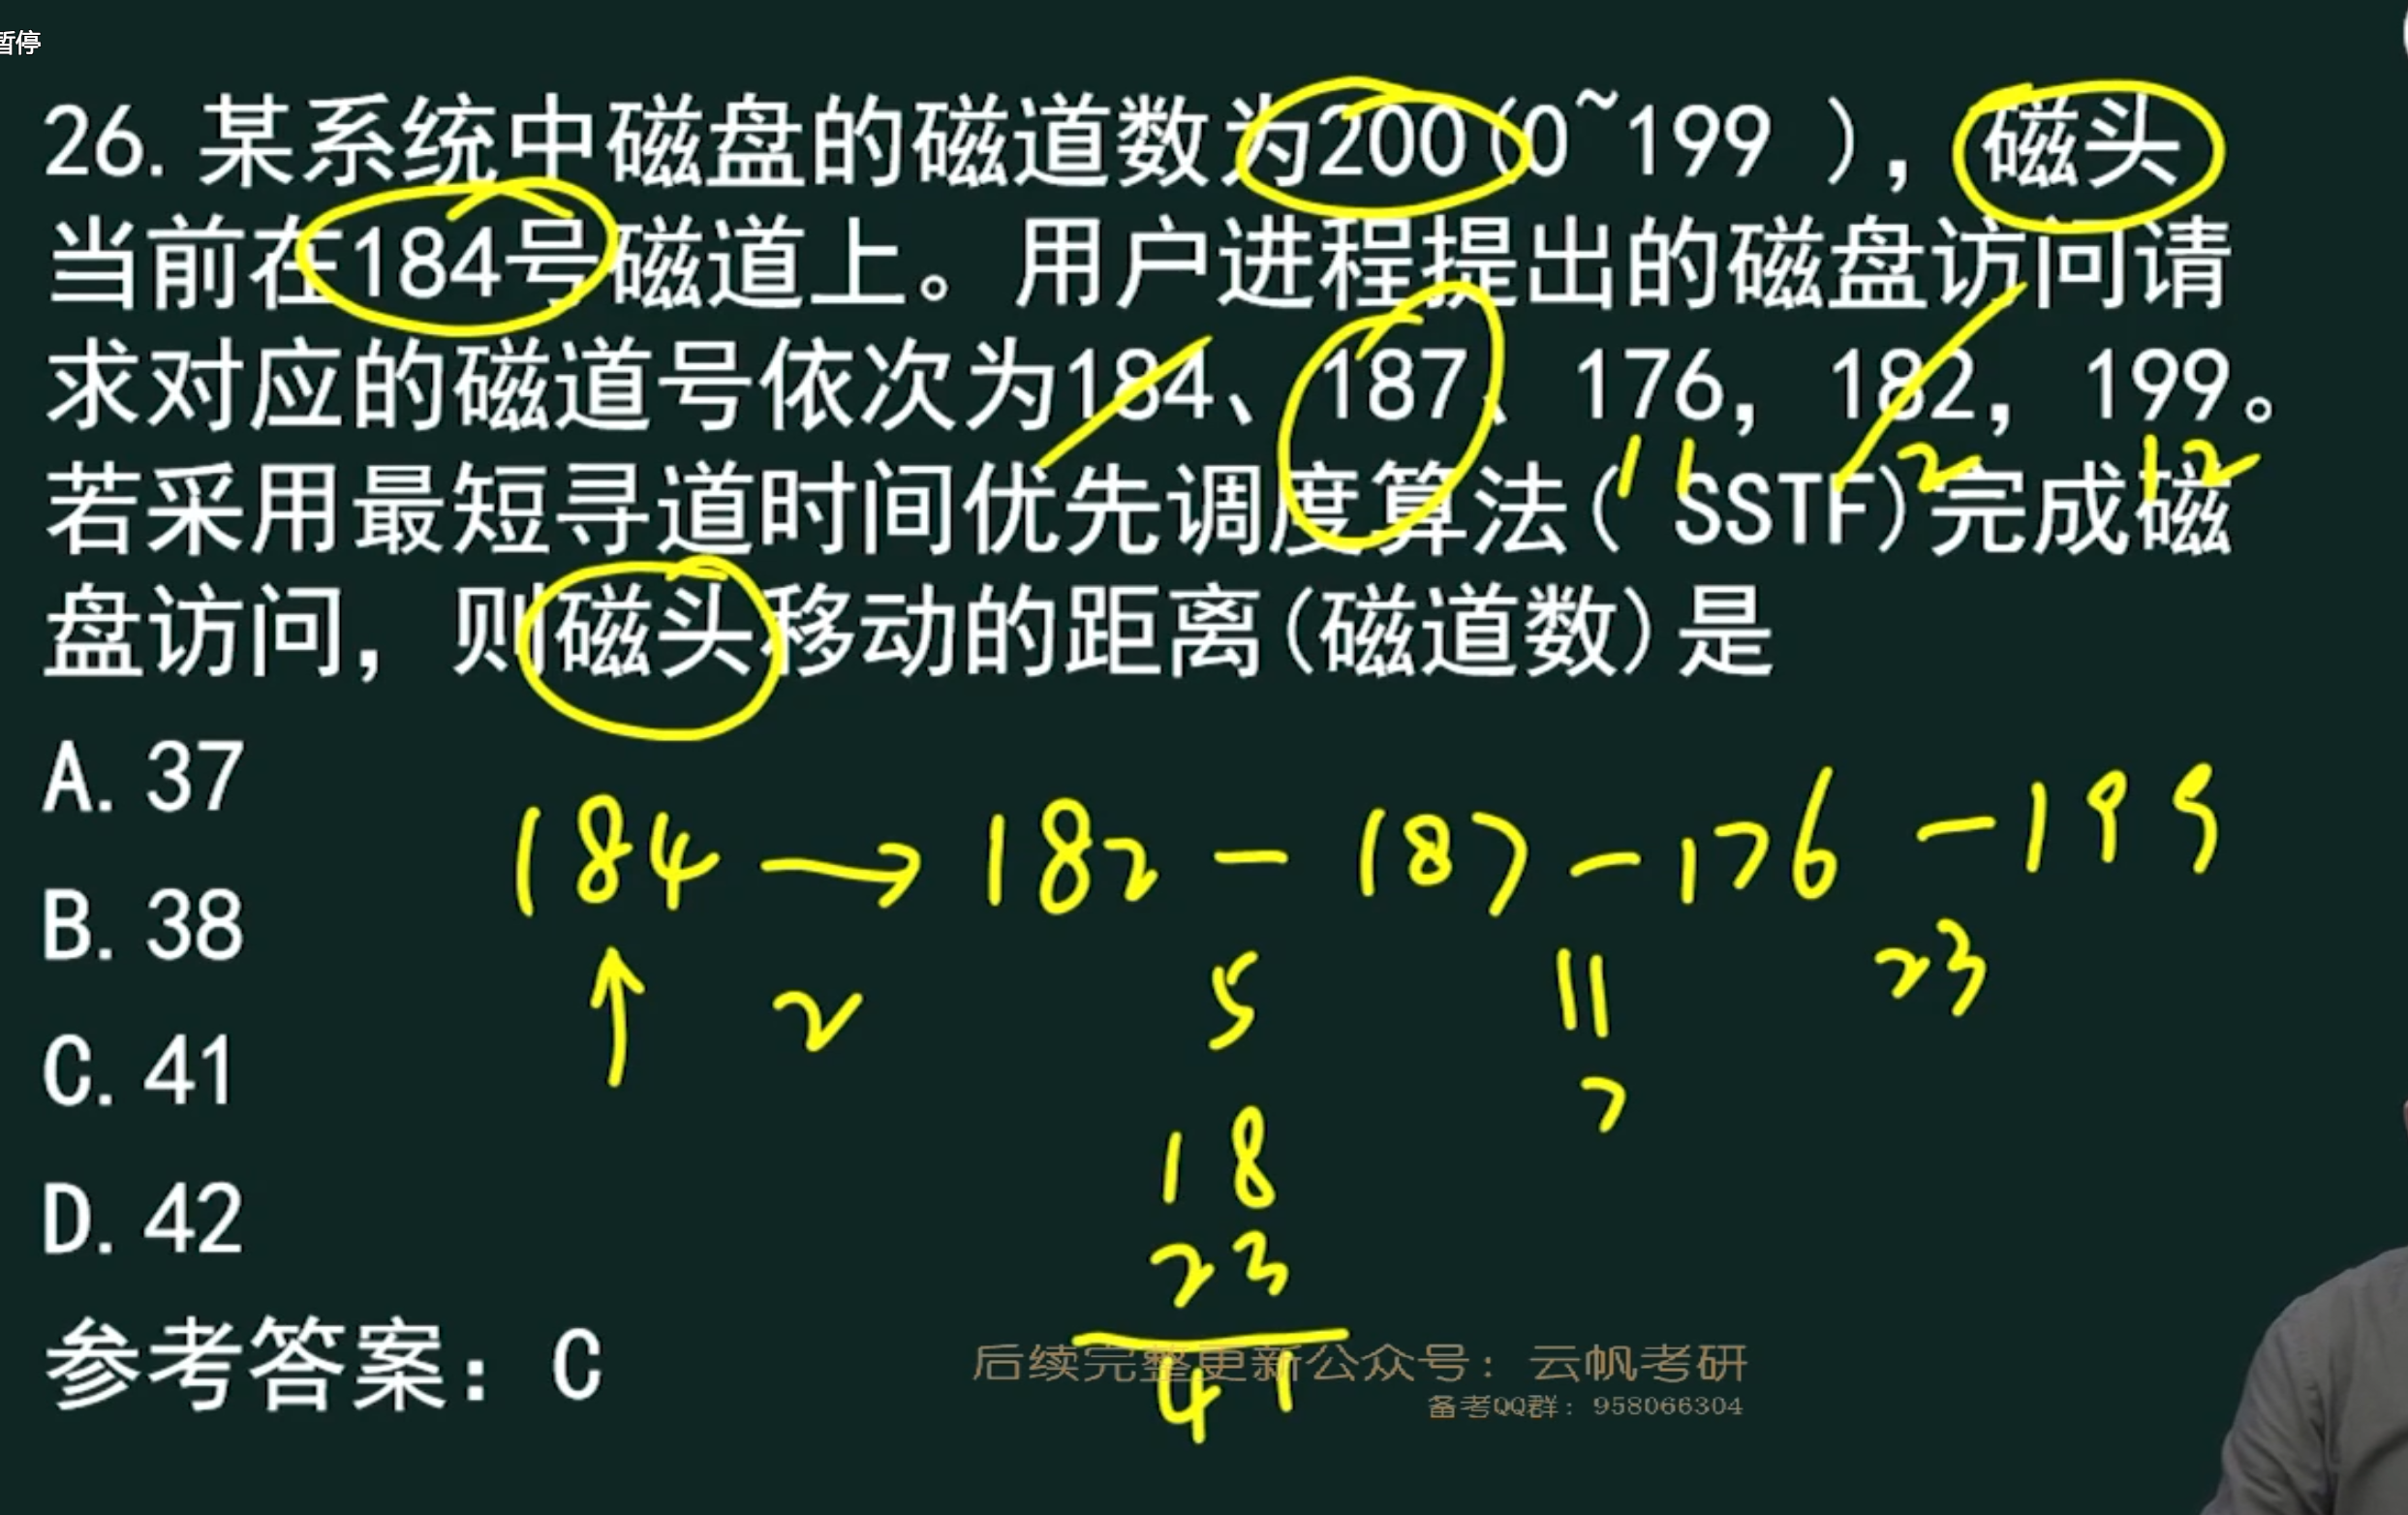 暂停
26.某系统中磁盘的磁道数为200(0~199 ),磁头
当前在184号磁道上。用户进程提出的磁盘访问请
求对应的磁道号依次为184、187、176,182,199。
11 2 12
若采用最短寻道时间优先调度算法( SSTF)完成磁
盘访问,则磁头移动的距离(磁道数)是
A.37
B.38
C.41
D.42
184 → 182 - 187 - 176 - 199
2 5 11 23
7
18
23
41
参考答案:C
后续完整更新公众号:云帆考研
备考QQ群:958066304